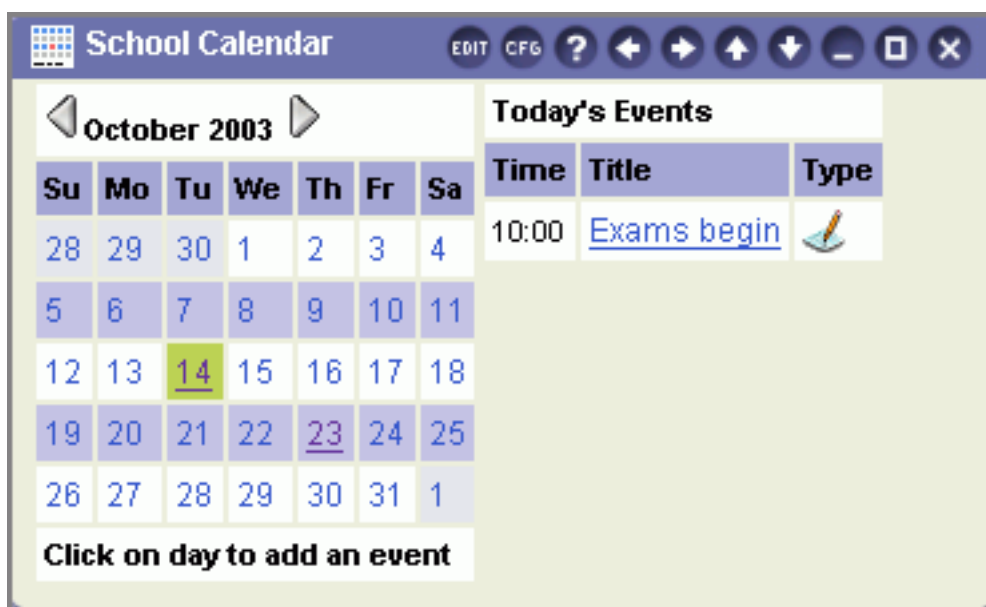 School Calendar
EDIT CFG ?
October 2003
Su Mo Tu We Th Fr Sa
28 29 30 1 2 3 4
5 6 7 8 9 10 11
12 13 14 15 16 17 18
19 20 21 22 23 24 25
26 27 28 29 30 31 1
Click on day to add an event
Today's Events
Time Title Type
10:00 Exams begin